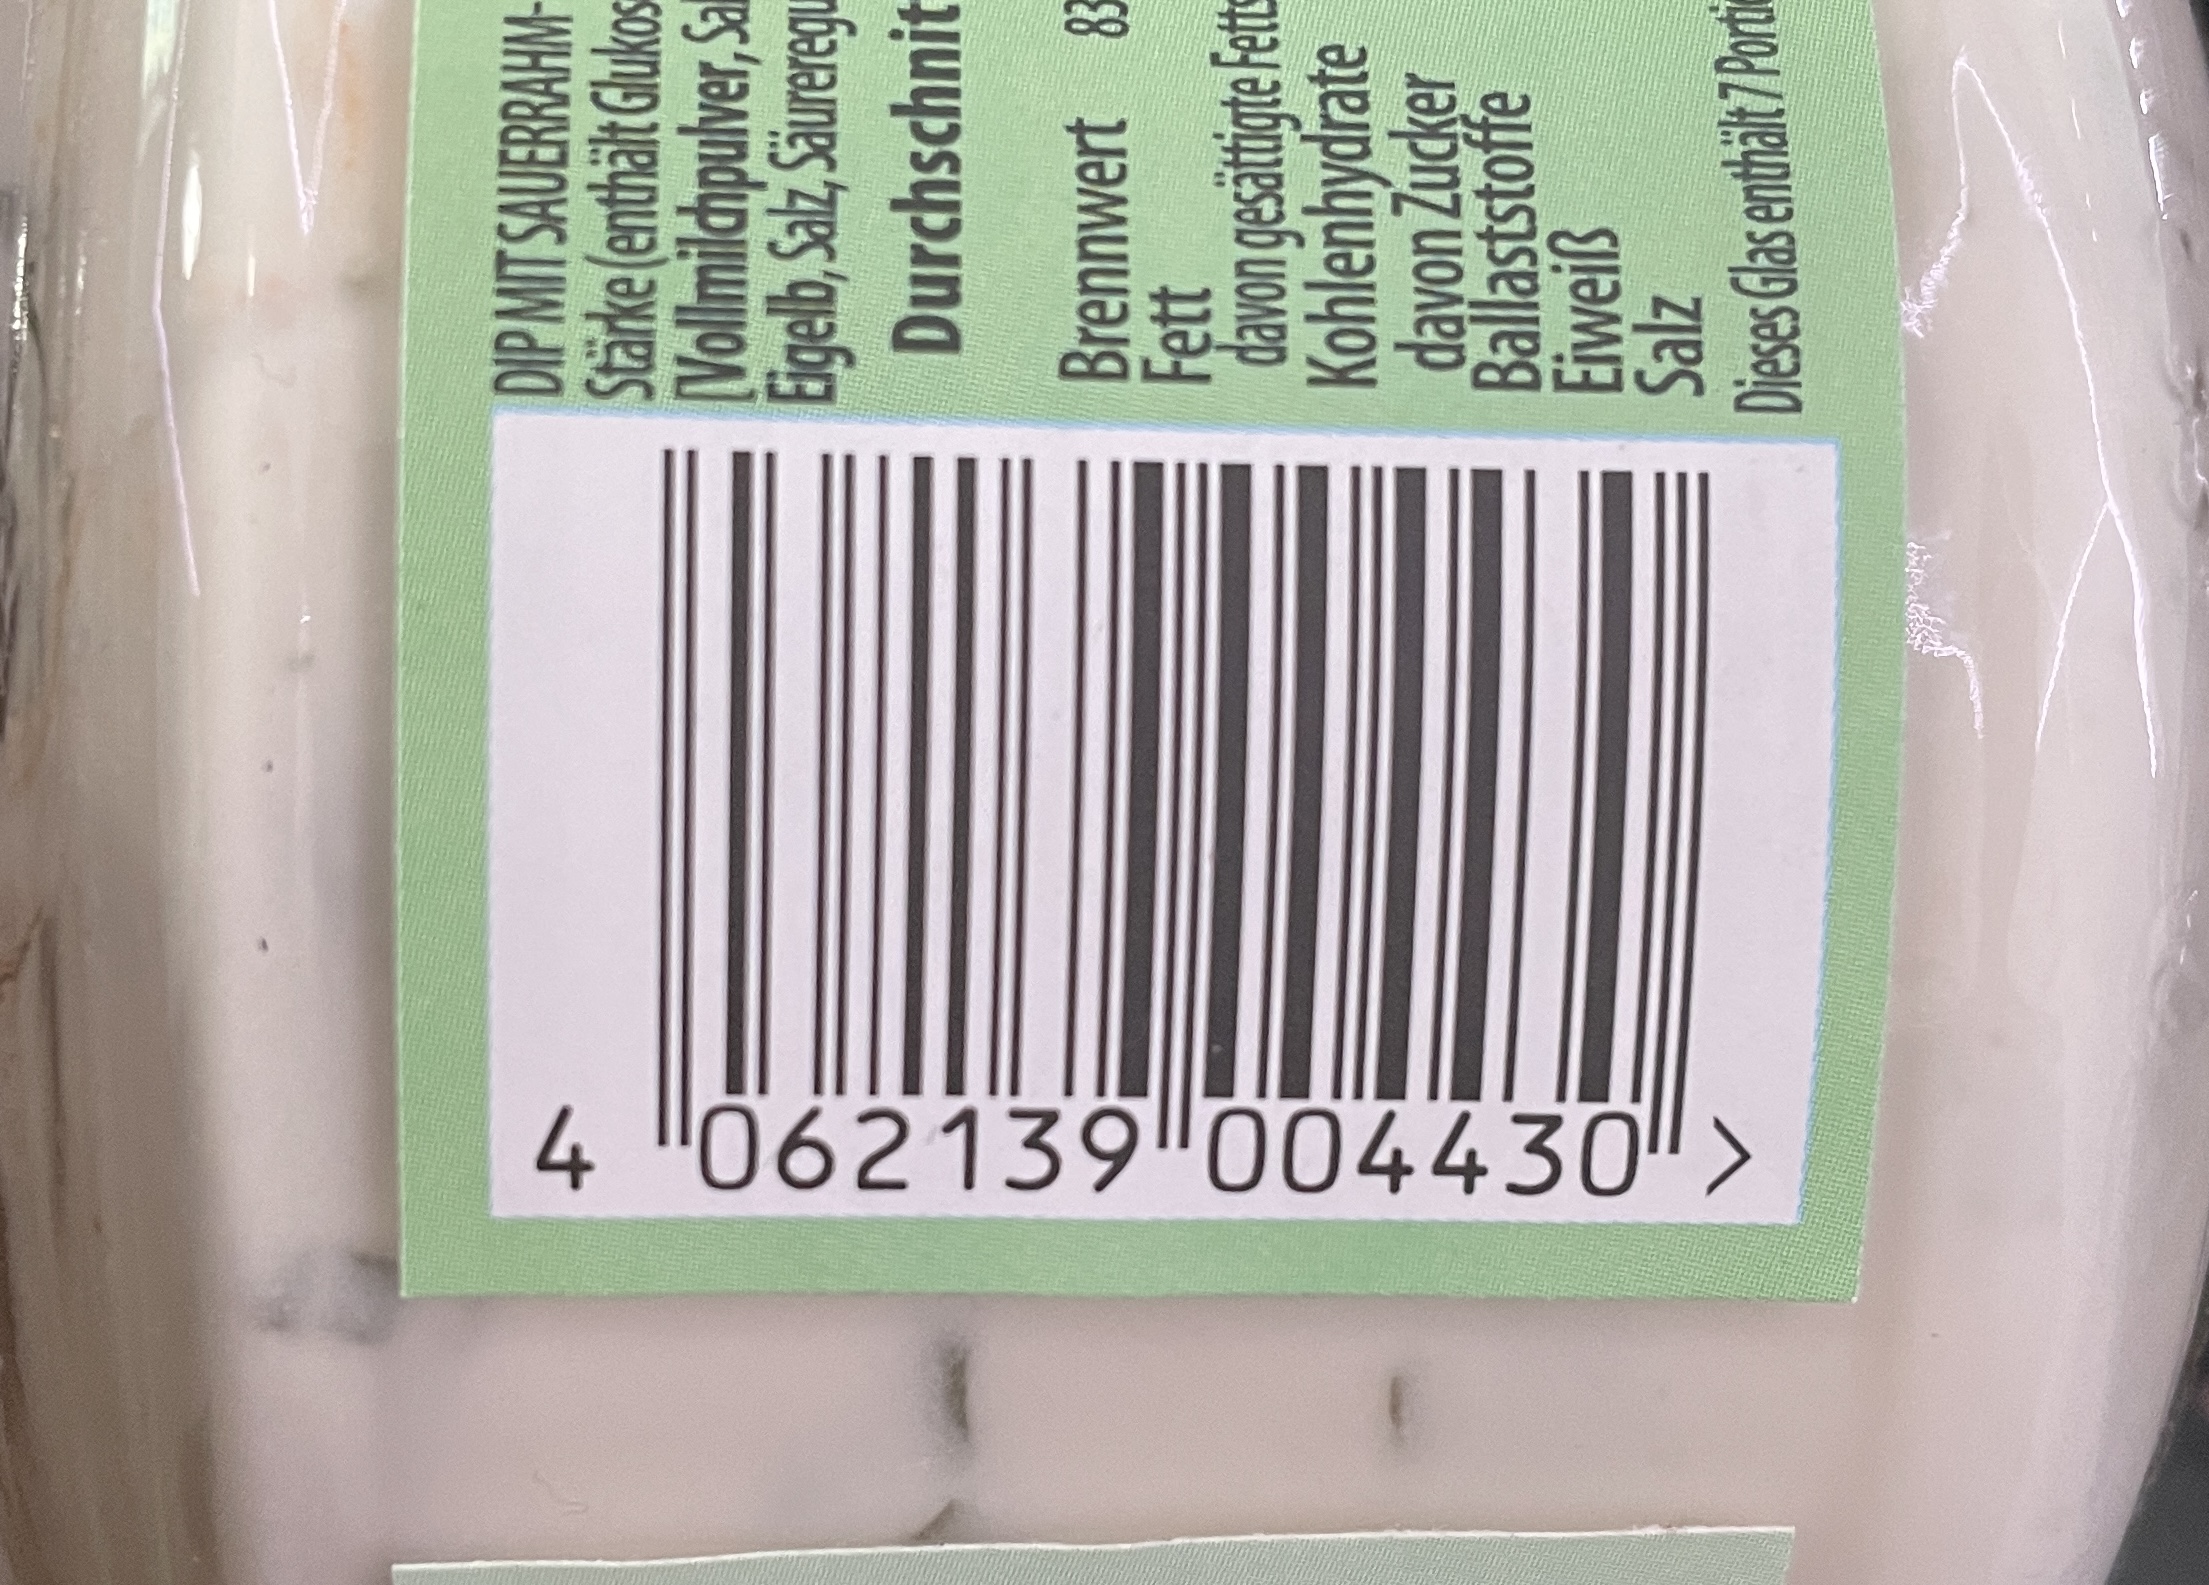 DIP MIT SAUERRAHM-
Stärke (enthält Glukos
[Vollmilchpulver, Sal
Eigelb, Salz, Säureregu
Durchschnit
Brennwert 83
Fett
davon gesättigte Fetts
Kohlenhydrate
davon Zucker
Ballaststoffe
Eiweiß
Salz
Dieses Glas enthält 7 Portio
4 062139 004430 >